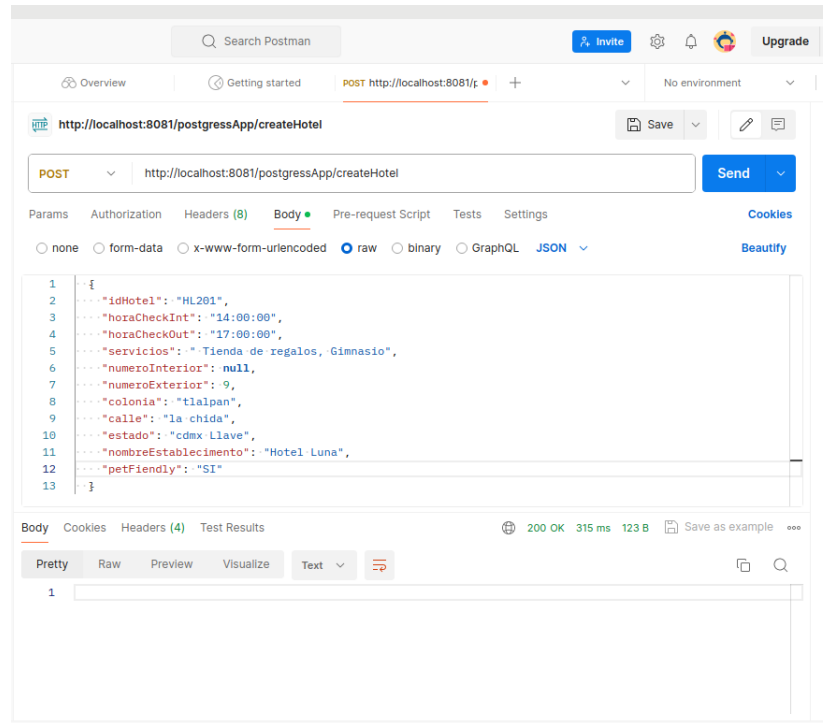 Search Postman
Invite
Upgrade
Overview
Getting started
POST http://localhost:8081/p
No environment
HTTP http://localhost:8081/postgressApp/createHotel
Save
POST http://localhost:8081/postgressApp/createHotel
Send
Params Authorization Headers (8) Body Pre-request Script Tests Settings Cookies
none form-data x-www-form-urlencoded raw binary GraphQL JSON Beautify
1 {
2 "idHotel": "HL201",
3 "horaCheckInt": "14:00:00",
4 "horaCheckOut": "17:00:00",
5 "servicios": " Tienda de regalos, Gimnasio",
6 "numeroInterior": null,
7 "numeroExterior": 9,
8 "colonia": "tlalpan",
9 "calle": "la chida",
10 "estado": "cdmx Llave",
11 "nombreEstablecimento": "Hotel Luna",
12 "petFiendly": "SI"
13 }
Body Cookies Headers (4) Test Results 200 OK 315 ms 123 B Save as example
Pretty Raw Preview Visualize Text
1